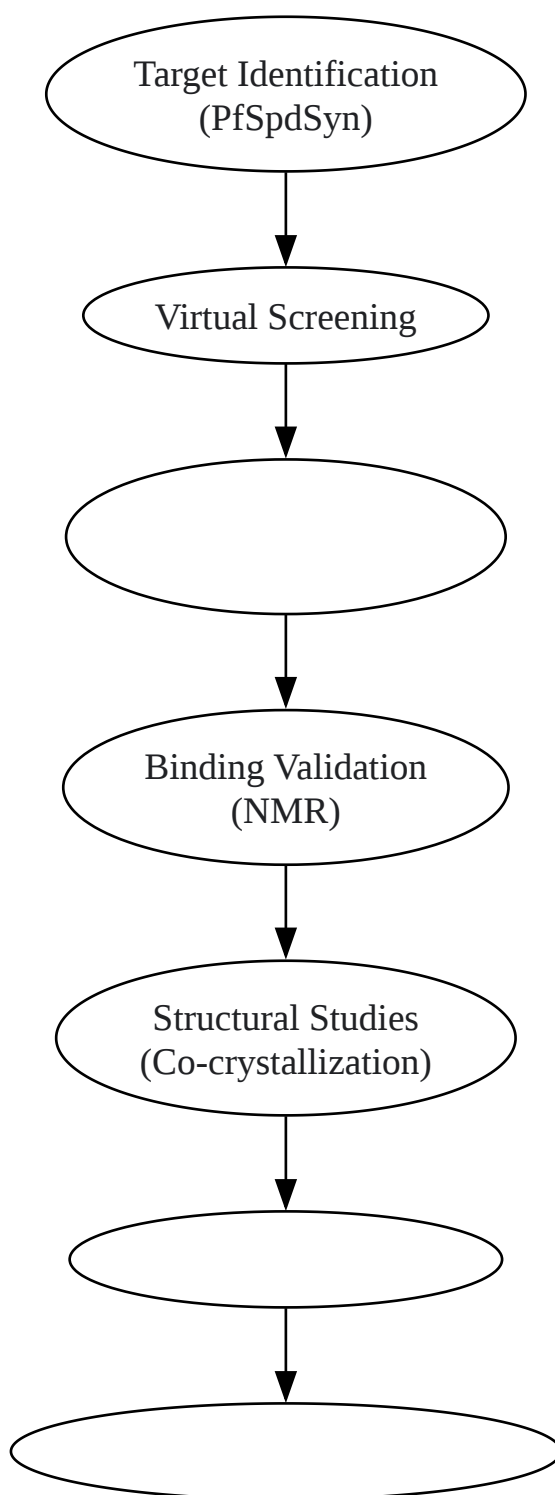 Target Identification
(PfSpdSyn)
Virtual Screening
Binding Validation
(NMR)
Structural Studies
(Co-crystallization)